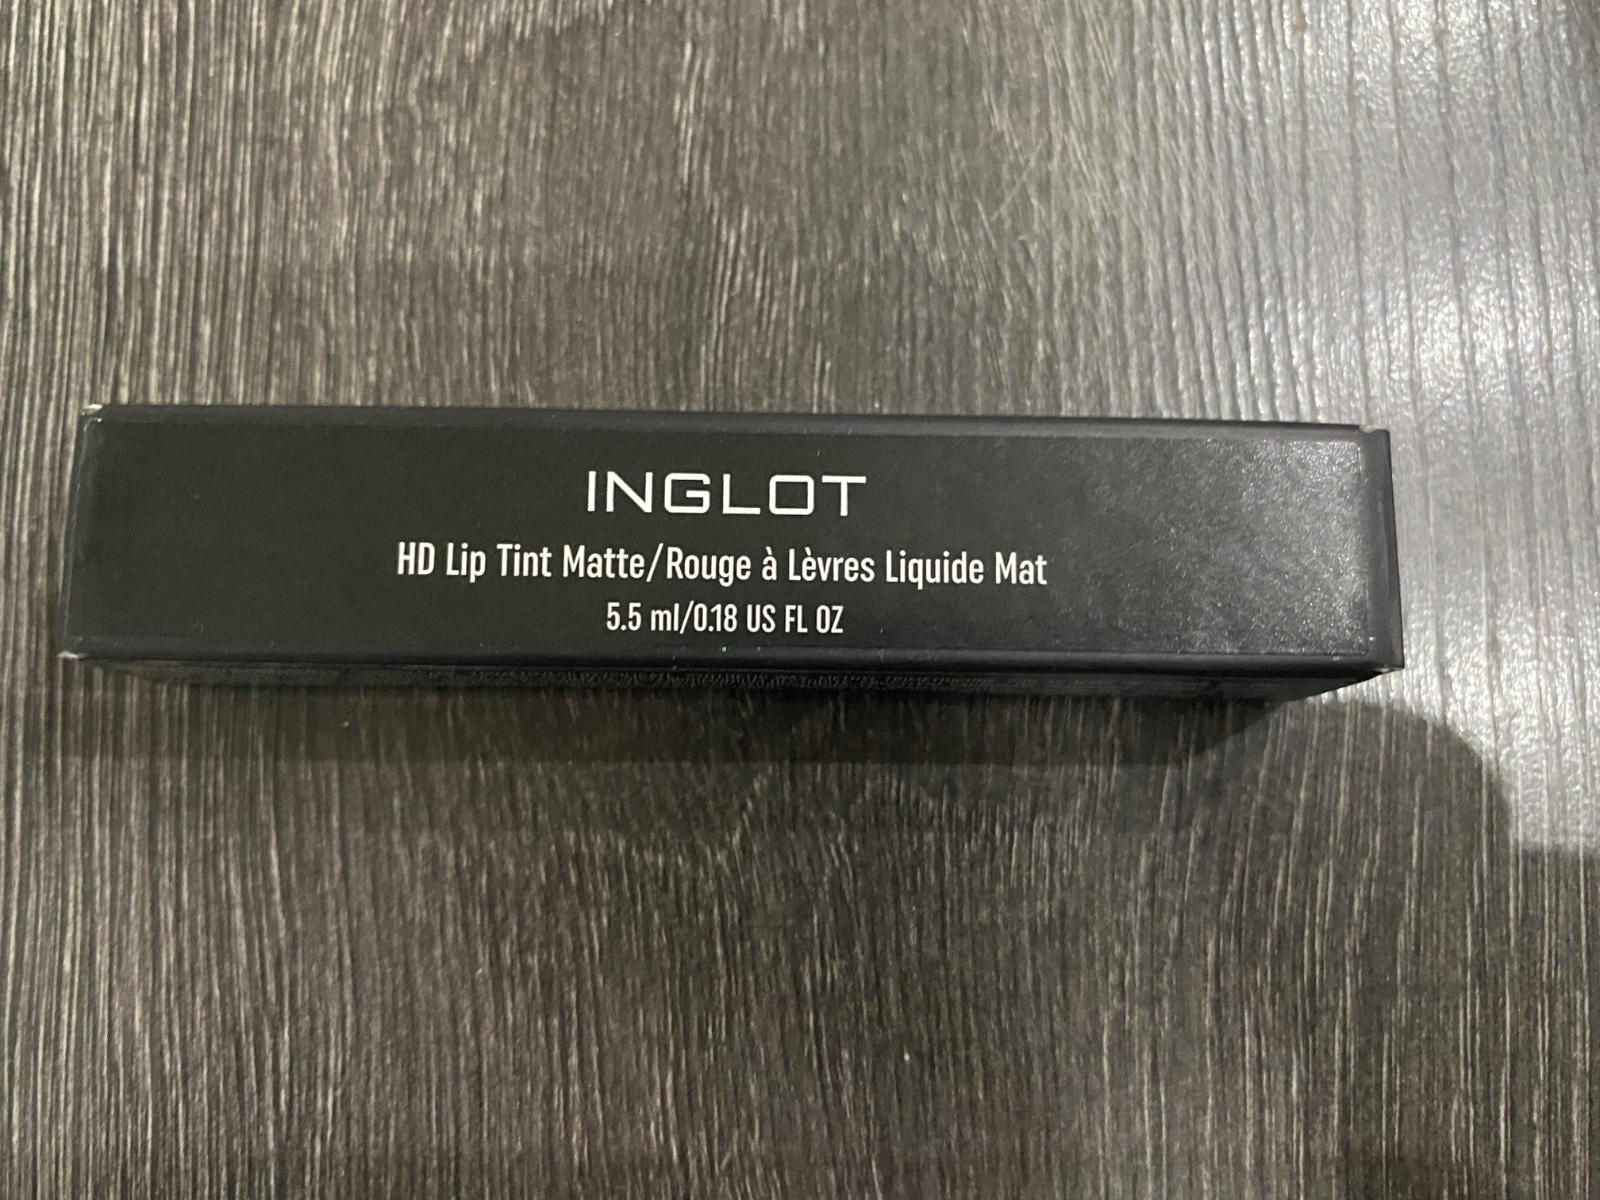 INGLOT
HD Lip Tint Matte/Rouge à Lèvres Liquide Mat
5.5 ml/0.18 US FL OZ